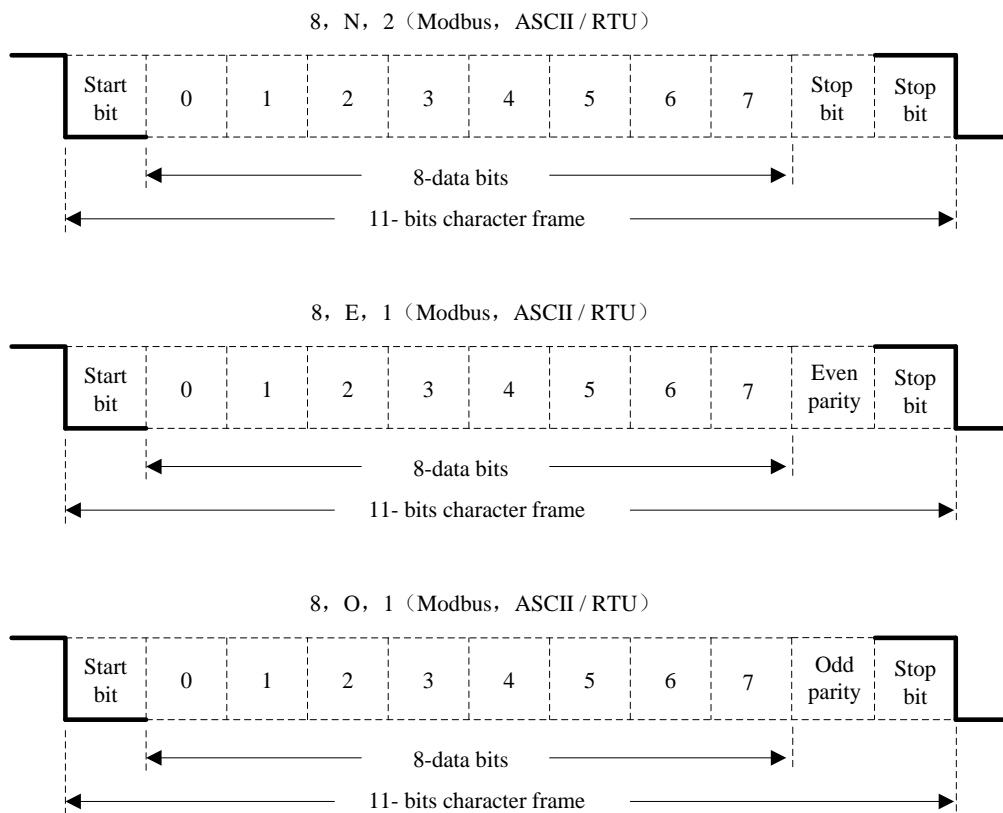 8，N，2（Modbus，ASCII / RTU）
Start bit 0 1 2 3 4 5 6 7 Stop bit Stop bit
8-data bits
11- bits character frame
8，E，1（Modbus，ASCII / RTU）
Start bit 0 1 2 3 4 5 6 7 Even parity Stop bit
8-data bits
11- bits character frame
8，O，1（Modbus，ASCII / RTU）
Start bit 0 1 2 3 4 5 6 7 Odd parity Stop bit
8-data bits
11- bits character frame